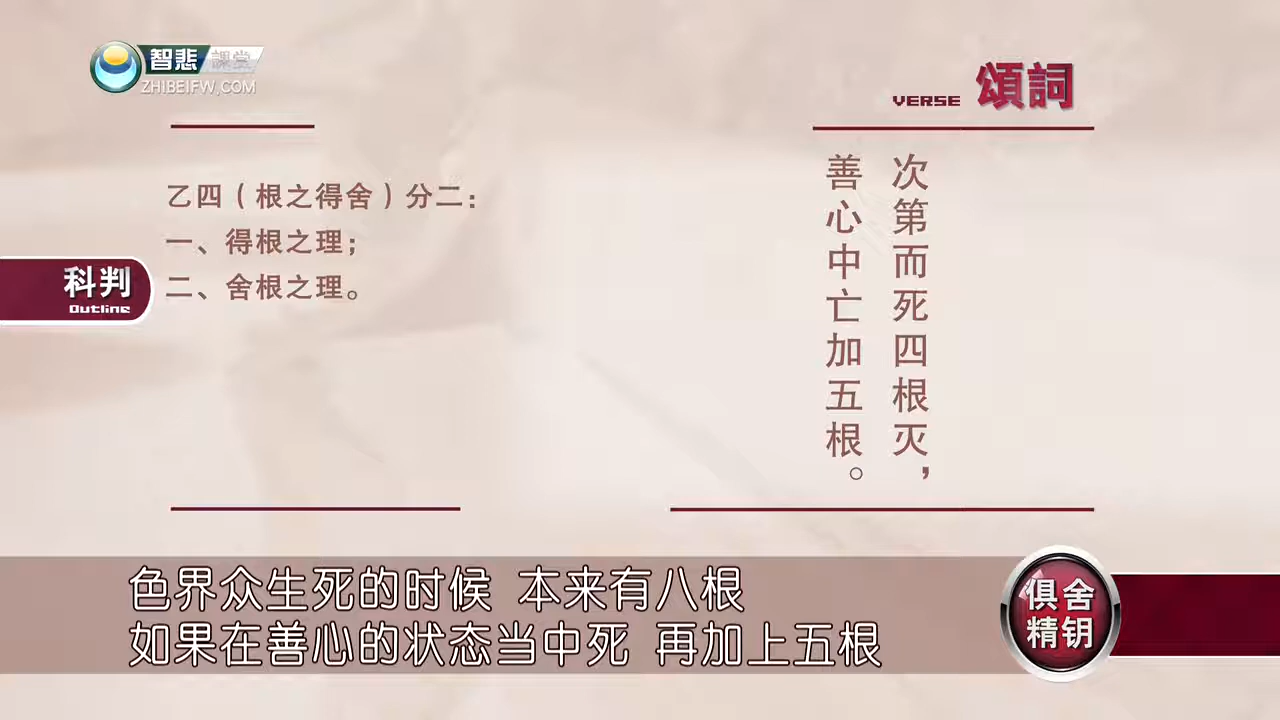 智悲課堂
ZHIBEIFW.COM
VERSE 頌詞
乙四（根之得舍）分二：
一、得根之理；
二、舍根之理。
科判
Outline
次第而死四根灭，
善心中亡加五根。
色界众生死的时候 本来有八根
如果在善心的状态当中死 再加上五根
俱舍
精钥